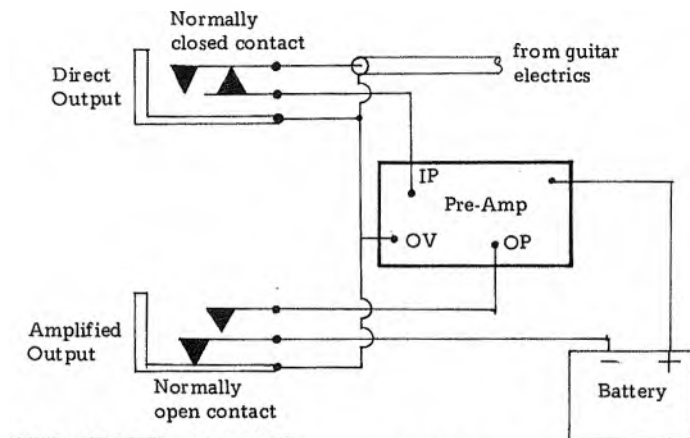 Normally
closed contact
Direct
Output
from guitar
electrics
IP
Pre-Amp
OV
OP
Amplified
Output
Normally
open contact
− +
Battery